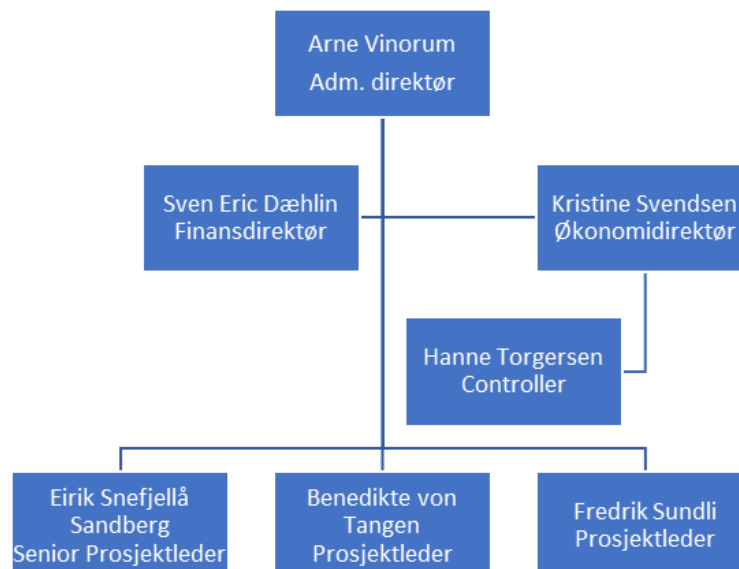 Arne Vinorum
Adm. direktør
Sven Eric Dæhlin
Finansdirektør
Kristine Svendsen
Økonomidirektør
Hanne Torgersen
Controller
Eirik Snefjellå
Sandberg
Senior Prosjektleder
Benedikte von
Tangen
Prosjektleder
Fredrik Sundli
Prosjektleder